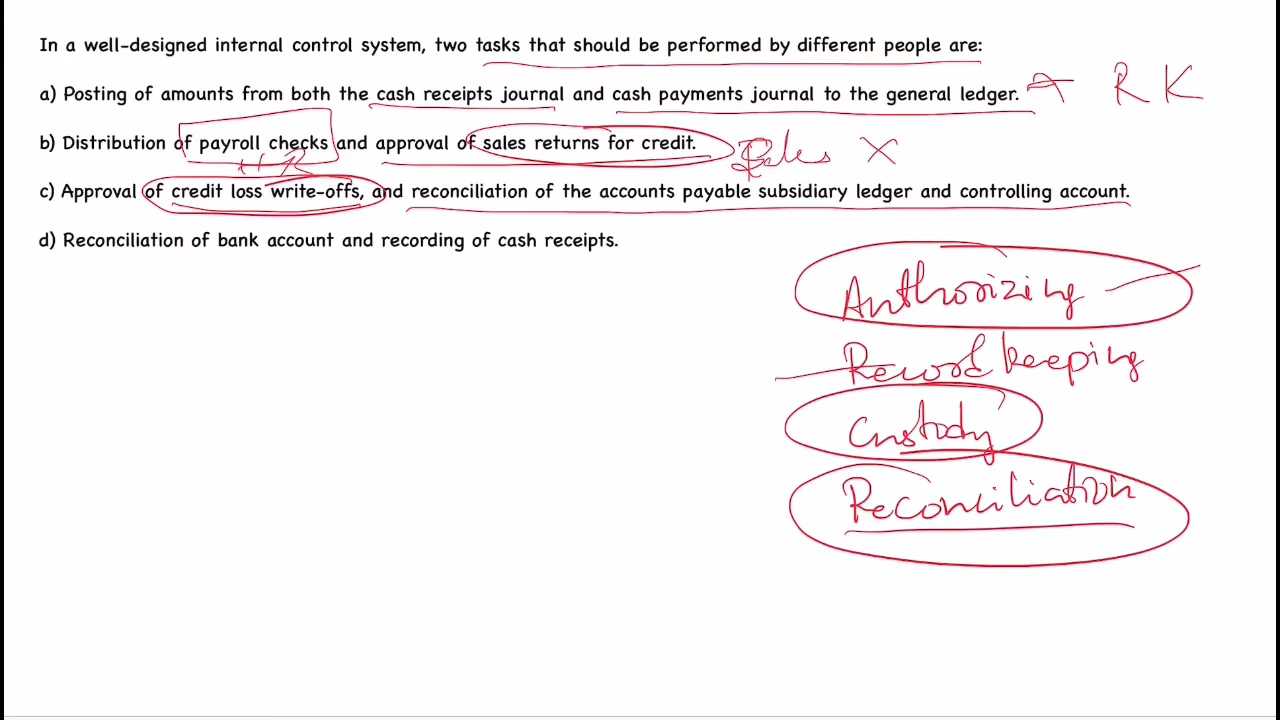 In a well-designed internal control system, two tasks that should be performed by different people are:
a) Posting of amounts from both the cash receipts journal and cash payments journal to the general ledger. A R K
b) Distribution of payroll checks and approval of sales returns for credit. Sales X
HR
c) Approval of credit loss write-offs, and reconciliation of the accounts payable subsidiary ledger and controlling account.
d) Reconciliation of bank account and recording of cash receipts.
Authorizing
Record keeping
Custody
Reconciliation